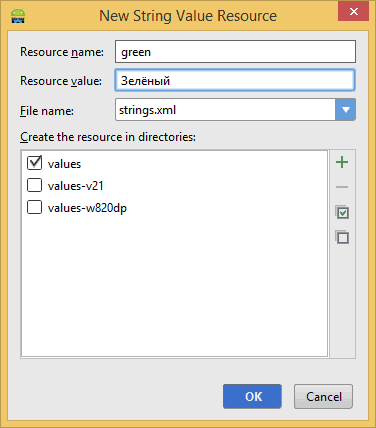 New String Value Resource
Resource name: green
Resource value: Зелёный
File name: strings.xml
Create the resource in directories:
values
values-v21
values-w820dp
OK Cancel